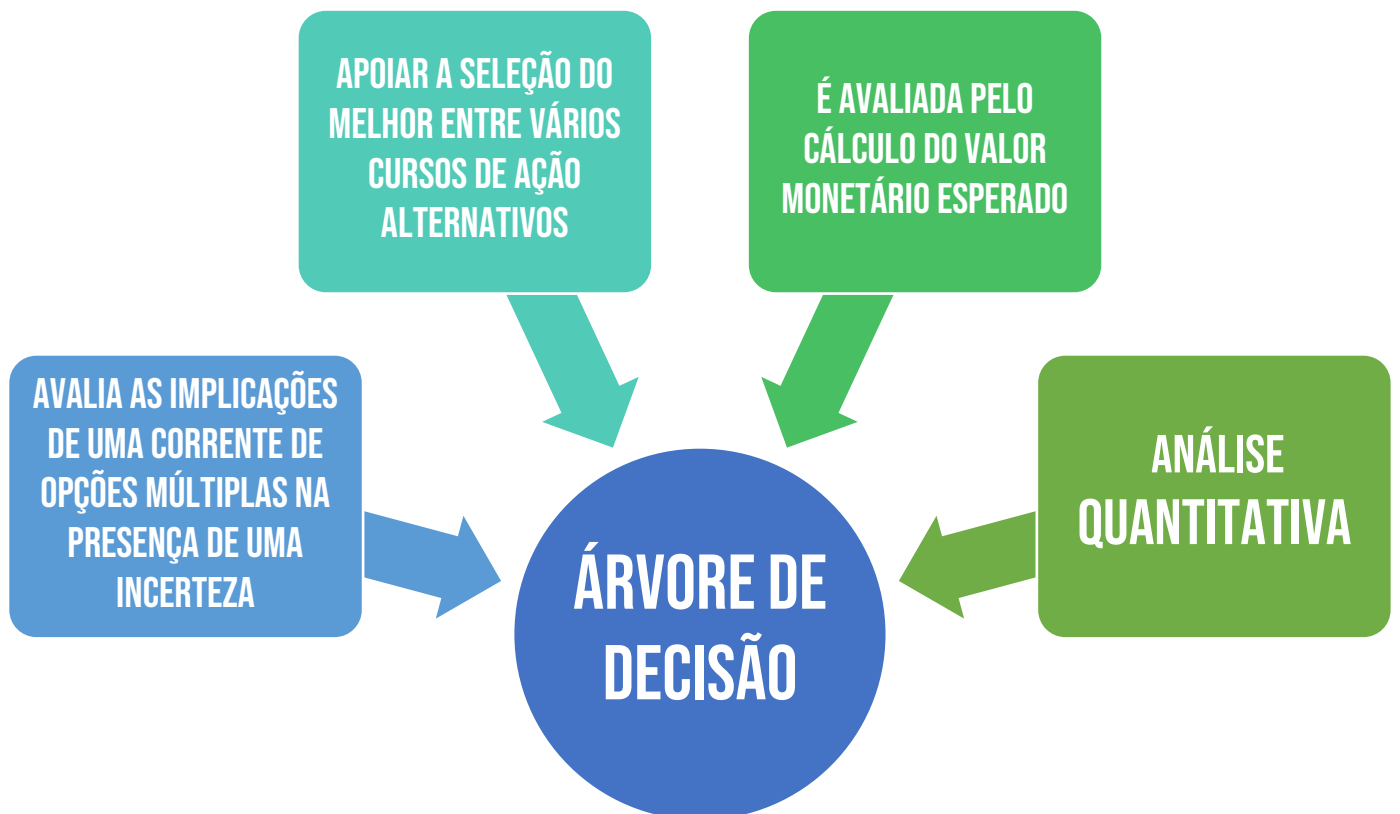 APOIAR A SELEÇÃO DO
MELHOR ENTRE VÁRIOS
CURSOS DE AÇÃO
ALTERNATIVOS
É AVALIADA PELO
CÁLCULO DO VALOR
MONETÁRIO ESPERADO
AVALIA AS IMPLICAÇÕES
DE UMA CORRENTE DE
OPÇÕES MÚLTIPLAS NA
PRESENÇA DE UMA
INCERTEZA
ANÁLISE
QUANTITATIVA
ÁRVORE DE
DECISÃO